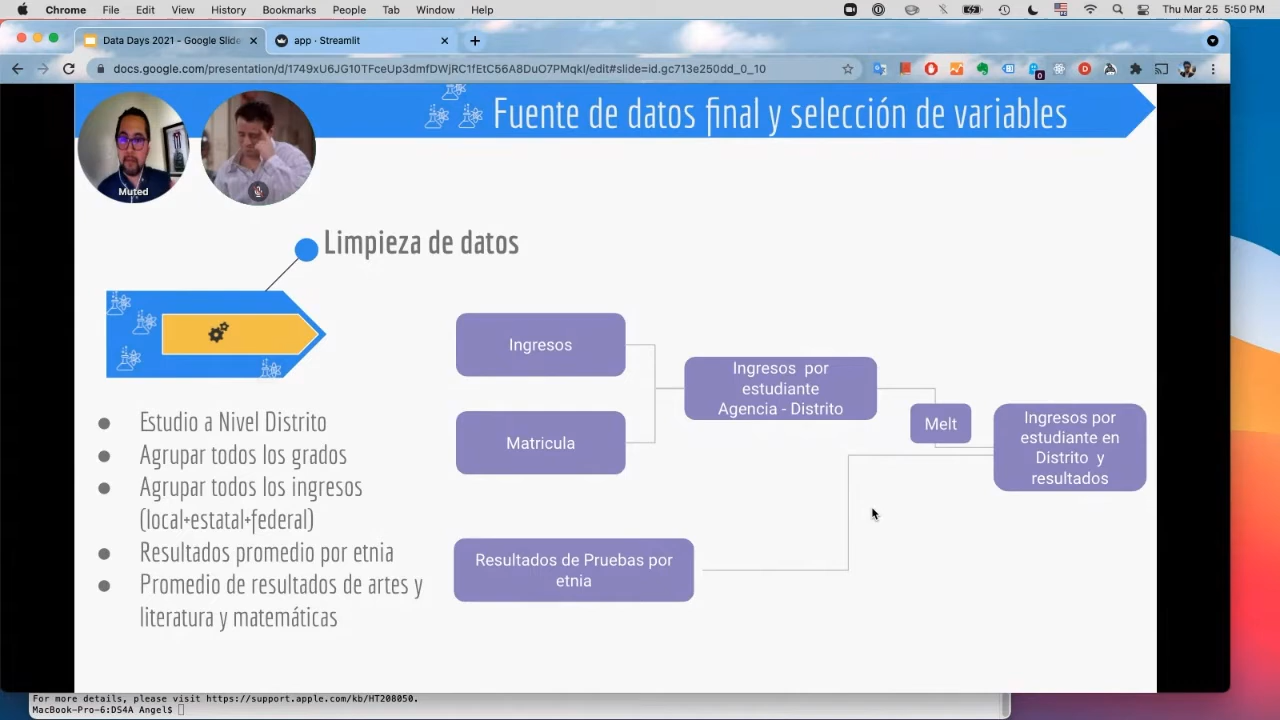 Chrome File Edit View History Bookmarks People Tab Window Help Thu Mar 25 5:50 PM
Data Days 2021 - Google Slide
app · Streamlit
docs.google.com/presentation/d/1749xU6JG10TFceUp3dmfDWjRC1fEtC56A8DuO7PMqkI/edit#slide=id.gc713e250dd_0_10
Fuente de datos final y selección de variables
Muted
Limpieza de datos
Ingresos
Matricula
Ingresos por
estudiante
Agencia - Distrito
Melt
Ingresos por
estudiante en
Distrito y
resultados
Resultados de Pruebas por
etnia
● Estudio a Nivel Distrito
● Agrupar todos los grados
● Agrupar todos los ingresos
(local+estatal+federal)
● Resultados promedio por etnia
● Promedio de resultados de artes y
literatura y matemáticas
For more details, please visit https://support.apple.com/kb/HT208050.
MacBook-Pro-6:DS4A Angel$